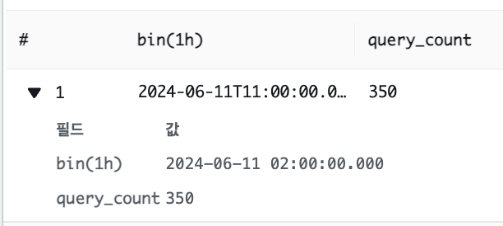 # bin(1h) query_count
▼ 1 2024-06-11T11:00:00.0… 350
필드 값
bin(1h) 2024-06-11 02:00:00.000
query_count 350